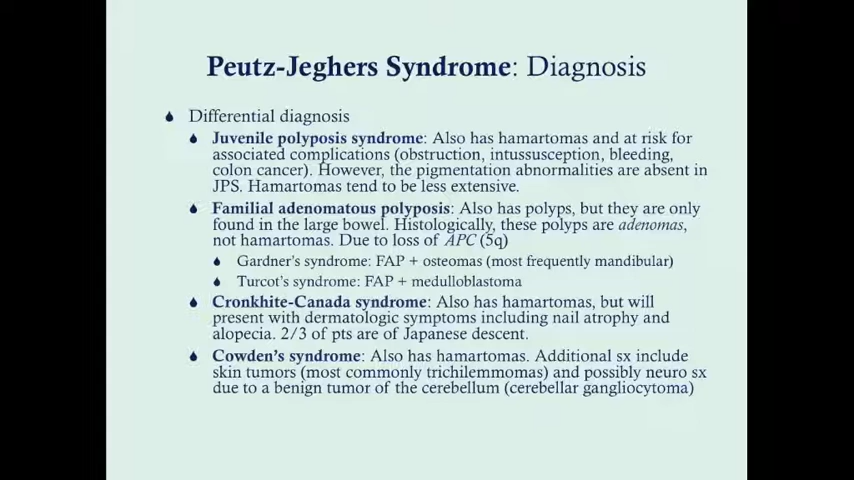 Peutz-Jeghers Syndrome: Diagnosis
Differential diagnosis
Juvenile polyposis syndrome: Also has hamartomas and at risk for
associated complications (obstruction, intussusception, bleeding,
colon cancer). However, the pigmentation abnormalities are absent in
JPS. Hamartomas tend to be less extensive.
Familial adenomatous polyposis: Also has polyps, but they are only
found in the large bowel. Histologically, these polyps are adenomas,
not hamartomas. Due to loss of APC (5q)
Gardner's syndrome: FAP + osteomas (most frequently mandibular)
Turcot's syndrome: FAP + medulloblastoma
Cronkhite-Canada syndrome: Also has hamartomas, but will
present with dermatologic symptoms including nail atrophy and
alopecia. 2/3 of pts are of Japanese descent.
Cowden's syndrome: Also has hamartomas. Additional sx include
skin tumors (most commonly trichilemmomas) and possibly neuro sx
due to a benign tumor of the cerebellum (cerebellar gangliocytoma)